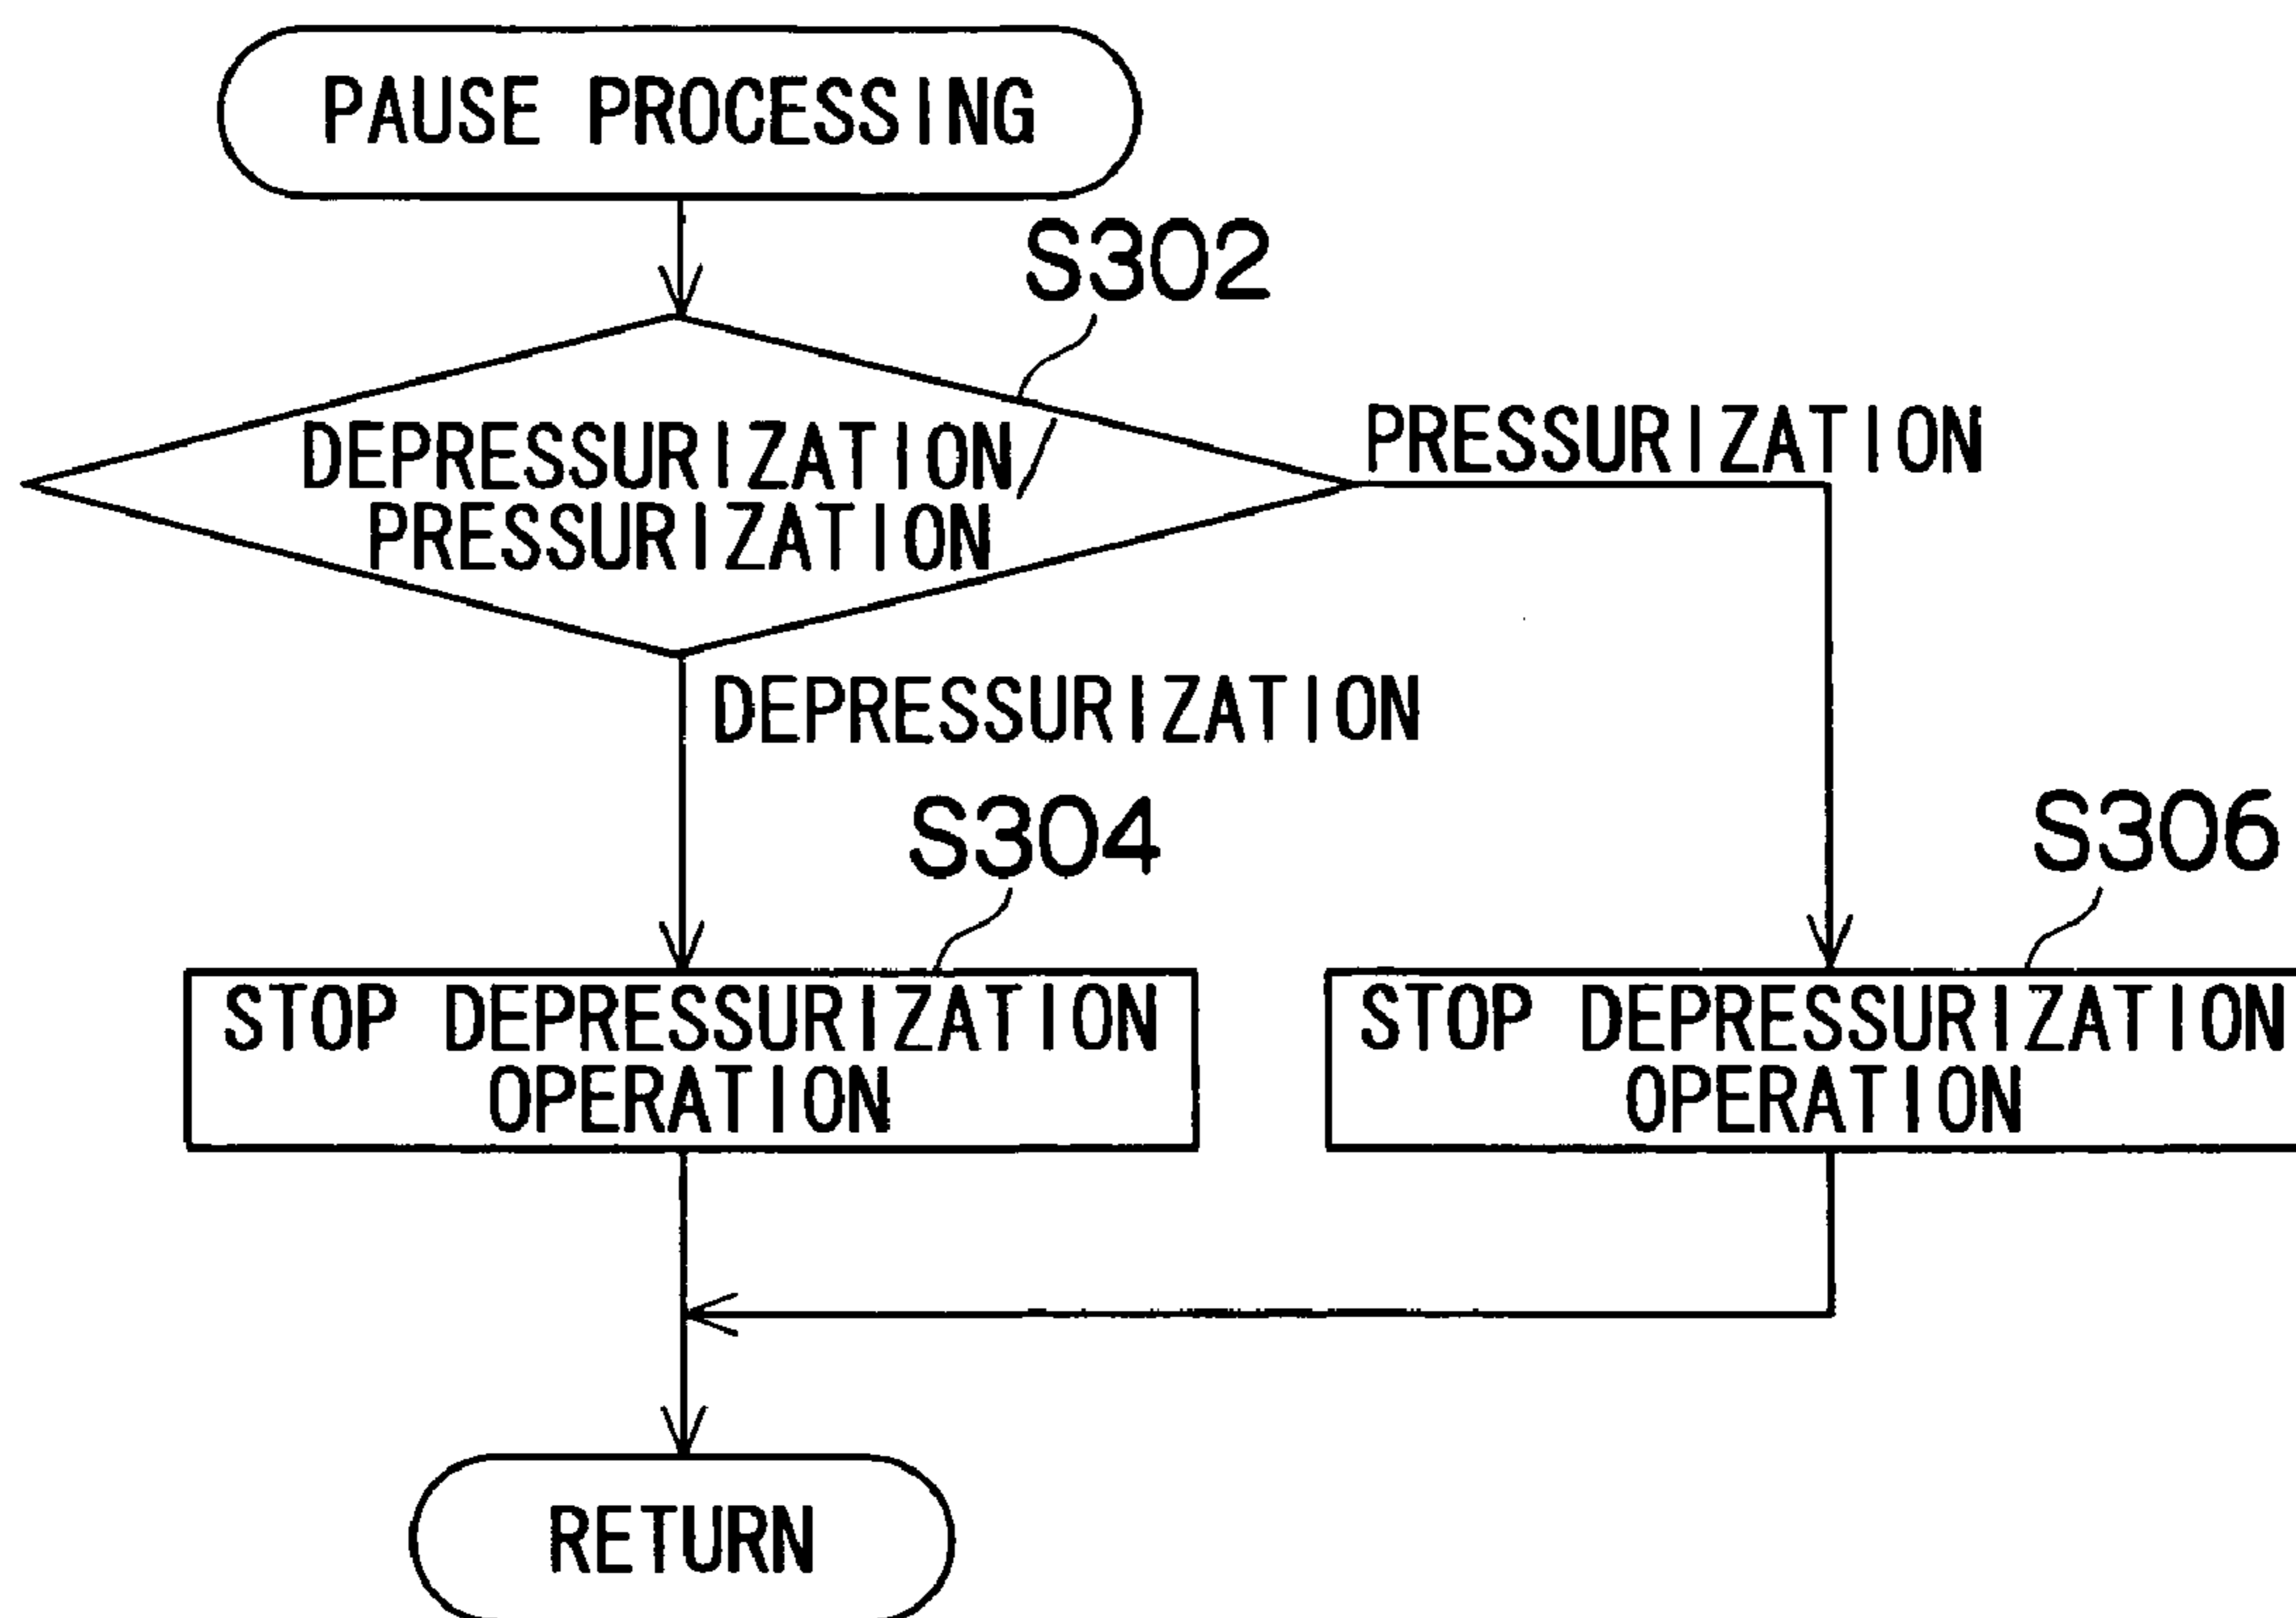 PAUSE PROCESSING
S302
DEPRESSURIZATION/
PRESSURIZATION
PRESSURIZATION
DEPRESSURIZATION
S304
S306
STOP DEPRESSURIZATION
OPERATION
STOP DEPRESSURIZATION
OPERATION
RETURN